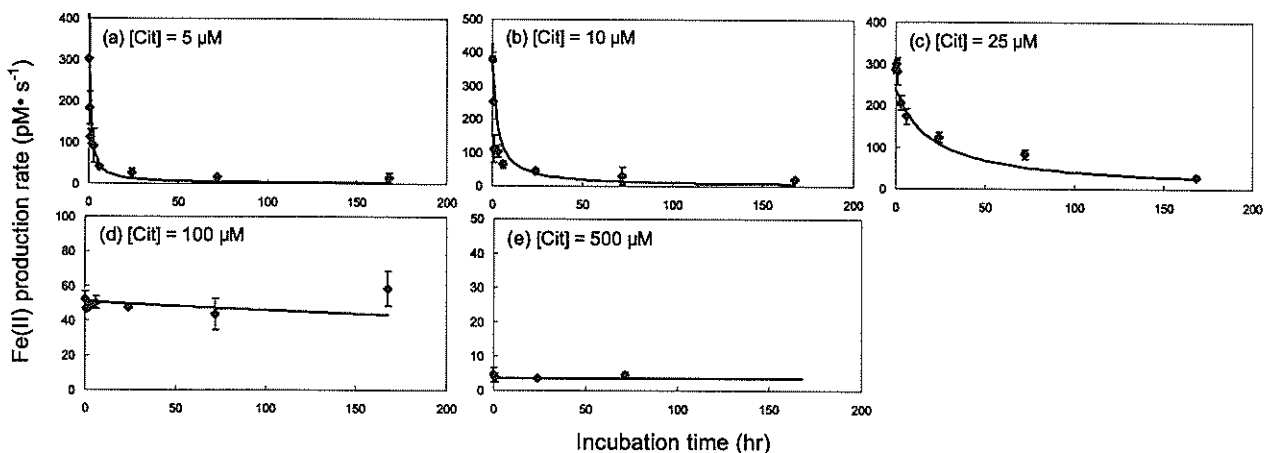 Fe(II) production rate (pM• s⁻¹)
(a) [Cit] = 5 µM
400
300
200
100
0
0 50 100 150 200
(b) [Cit] = 10 µM
500
400
300
200
100
0
0 50 100 150 200
(c) [Cit] = 25 µM
400
300
200
100
0
0 50 100 150 200
(d) [Cit] = 100 µM
100
80
60
40
20
0
0 50 100 150 200
(e) [Cit] = 500 µM
50
40
30
20
10
0
0 50 100 150 200
Incubation time (hr)